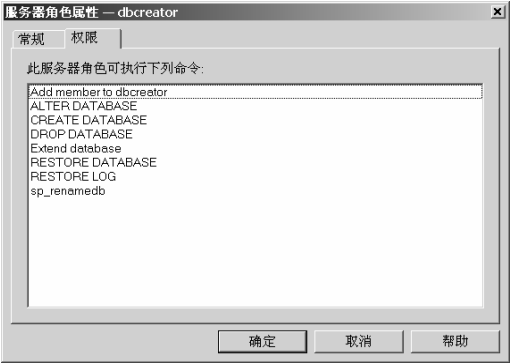 服务器角色属性 — dbcreator
常规 权限
此服务器角色可执行下列命令:
Add member to dbcreator
ALTER DATABASE
CREATE DATABASE
DROP DATABASE
Extend database
RESTORE DATABASE
RESTORE LOG
sp_renamedb
确定 取消 帮助